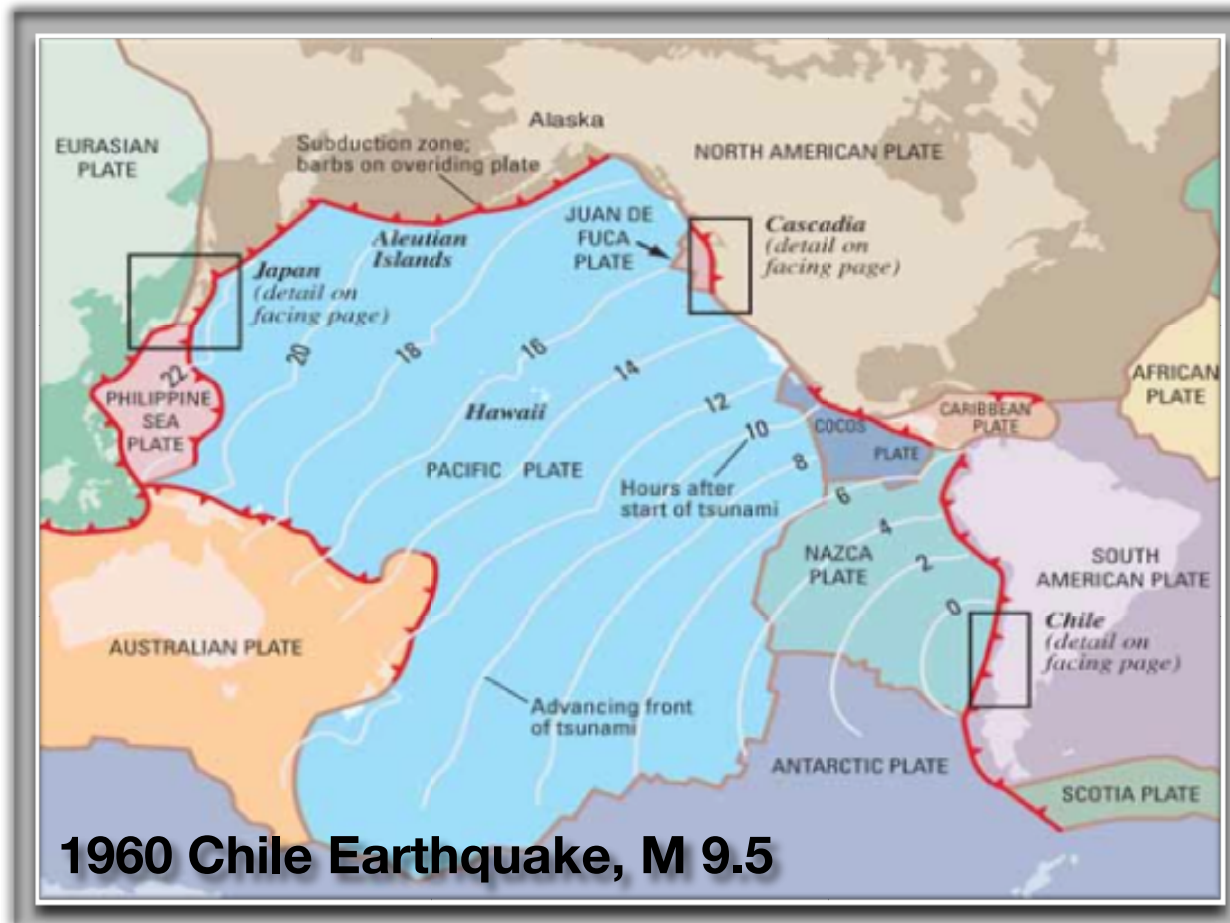 Alaska
EURASIAN
PLATE
Subduction zone;
barbs on overiding plate
NORTH AMERICAN PLATE
JUAN DE
FUCA
PLATE
Cascadia
(detail on
facing page)
Aleutian
Islands
Japan
(detail on
facing page)
20
18
16
14
22
PHILIPPINE
SEA
PLATE
Hawaii
12
10
8
6
4
2
0
COCOS
PLATE
CARIBBEAN
PLATE
AFRICAN
PLATE
PACIFIC PLATE
Hours after
start of tsunami
NAZCA
PLATE
SOUTH
AMERICAN PLATE
Chile
(detail on
facing page)
AUSTRALIAN PLATE
Advancing front
of tsunami
ANTARCTIC PLATE
SCOTIA PLATE
1960 Chile Earthquake, M 9.5